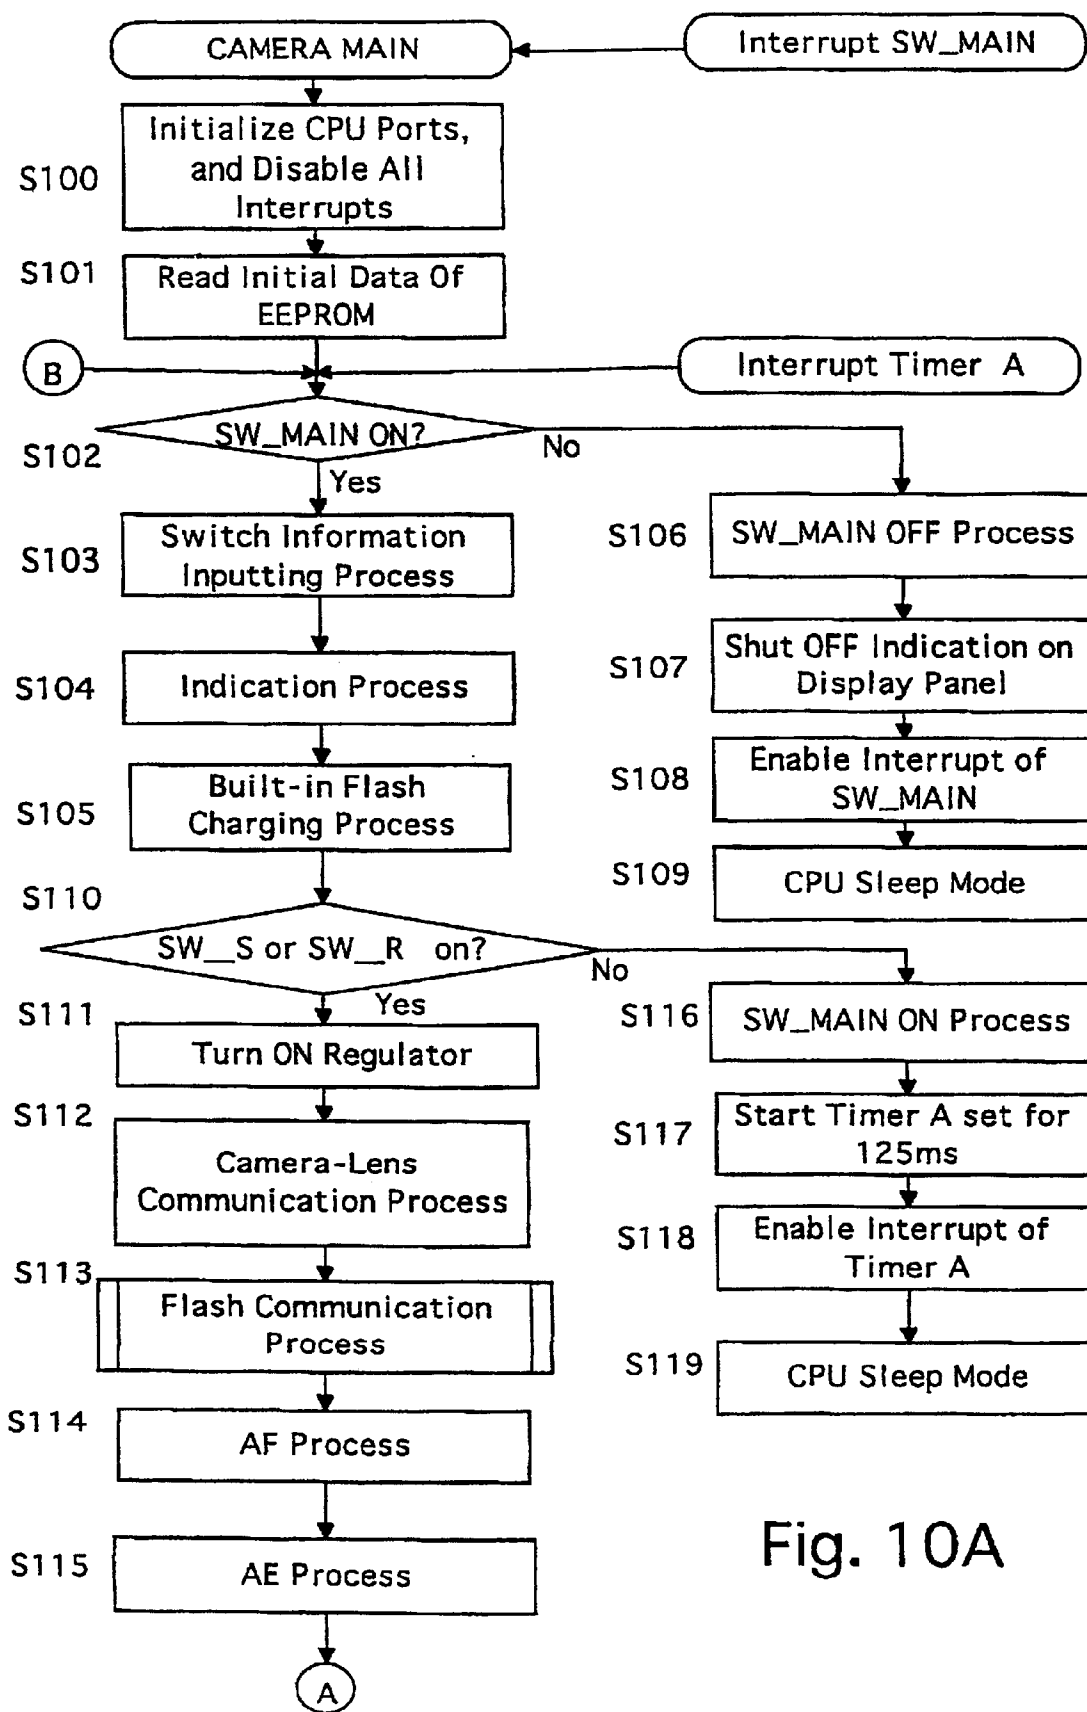 CAMERA MAIN
Interrupt SW_MAIN
S100
Initialize CPU Ports,
and Disable All
Interrupts
S101
Read Initial Data Of
EEPROM
B
Interrupt Timer A
S102
SW_MAIN ON?
No
Yes
S103
Switch Information
Inputting Process
S106
SW_MAIN OFF Process
S104
Indication Process
S107
Shut OFF Indication on
Display Panel
S105
Built-in Flash
Charging Process
S108
Enable Interrupt of
SW_MAIN
S109
CPU Sleep Mode
S110
SW__S or SW__R on?
No
Yes
S111
Turn ON Regulator
S116
SW_MAIN ON Process
S112
Camera-Lens
Communication Process
S117
Start Timer A set for
125ms
S113
Flash Communication
Process
S118
Enable Interrupt of
Timer A
S114
AF Process
S119
CPU Sleep Mode
S115
AE Process
A
Fig. 10A